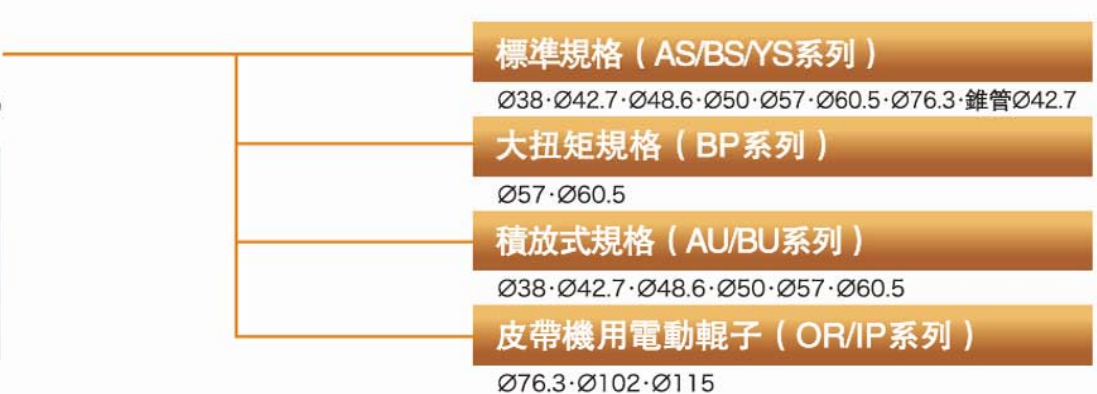 標準規格（AS/BS/YS系列）
Ø38·Ø42.7·Ø48.6·Ø50·Ø57·Ø60.5·Ø76.3·錐管Ø42.7
大扭矩規格（BP系列）
Ø57·Ø60.5
積放式規格（AU/BU系列）
Ø38·Ø42.7·Ø48.6·Ø50·Ø57·Ø60.5
皮帶機用電動輥子（OR/IP系列）
Ø76.3·Ø102·Ø115